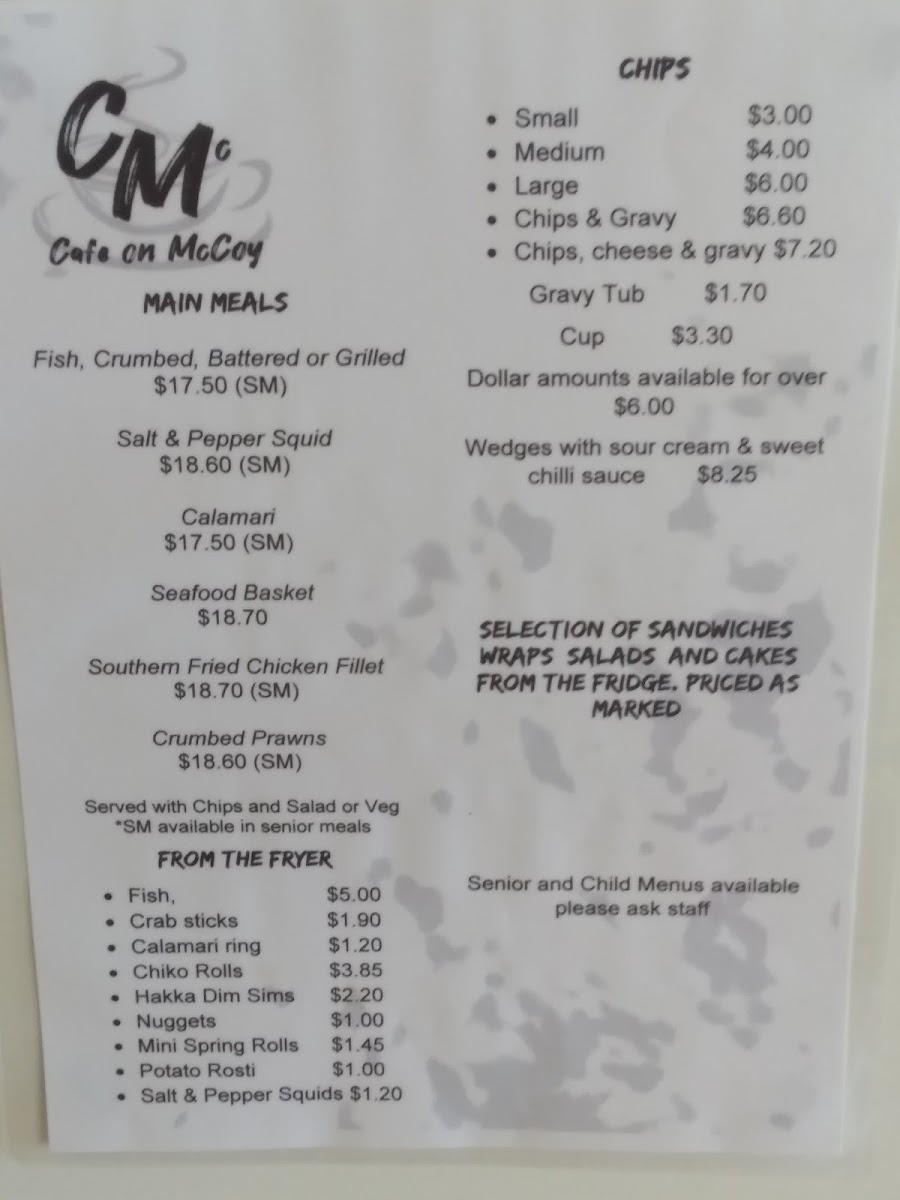 CMc
Cafe on McCoy
MAIN MEALS
Fish, Crumbed, Battered or Grilled
$17.50 (SM)
Salt & Pepper Squid
$18.60 (SM)
Calamari
$17.50 (SM)
Seafood Basket
$18.70
Southern Fried Chicken Fillet
$18.70 (SM)
Crumbed Prawns
$18.60 (SM)
Served with Chips and Salad or Veg
*SM available in senior meals
FROM THE FRYER
• Fish, $5.00
• Crab sticks $1.90
• Calamari ring $1.20
• Chiko Rolls $3.85
• Hakka Dim Sims $2.20
• Nuggets $1.00
• Mini Spring Rolls $1.45
• Potato Rosti $1.00
• Salt & Pepper Squids $1.20
CHIPS
• Small $3.00
• Medium $4.00
• Large $6.00
• Chips & Gravy $6.60
• Chips, cheese & gravy $7.20
Gravy Tub $1.70
Cup $3.30
Dollar amounts available for over
$6.00
Wedges with sour cream & sweet
chilli sauce $8.25
SELECTION OF SANDWICHES
WRAPS SALADS AND CAKES
FROM THE FRIDGE. PRICED AS
MARKED
Senior and Child Menus available
please ask staff